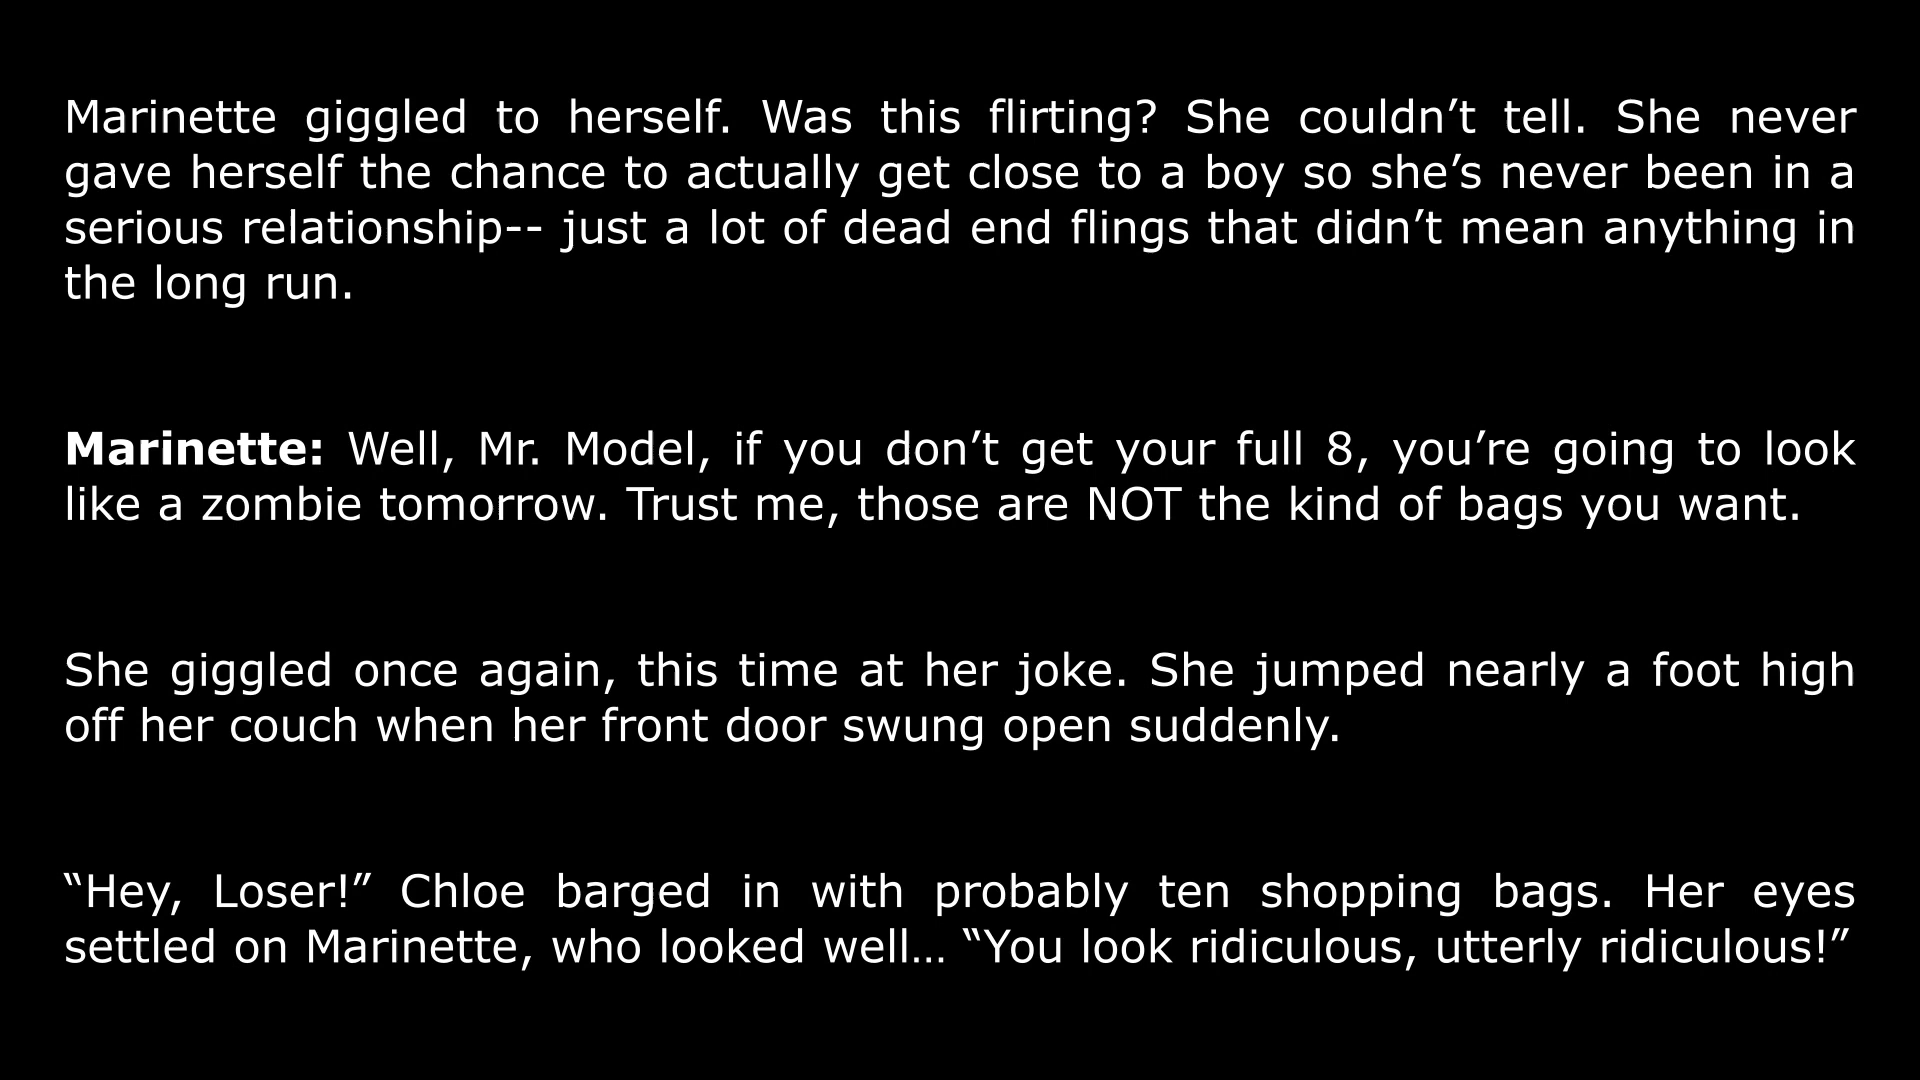 Marinette giggled to herself. Was this flirting? She couldn’t tell. She never
gave herself the chance to actually get close to a boy so she’s never been in a
serious relationship-- just a lot of dead end flings that didn’t mean anything in
the long run.
Marinette: Well, Mr. Model, if you don’t get your full 8, you’re going to look
like a zombie tomorrow. Trust me, those are NOT the kind of bags you want.
She giggled once again, this time at her joke. She jumped nearly a foot high
off her couch when her front door swung open suddenly.
“Hey, Loser!” Chloe barged in with probably ten shopping bags. Her eyes
settled on Marinette, who looked well… “You look ridiculous, utterly ridiculous!”